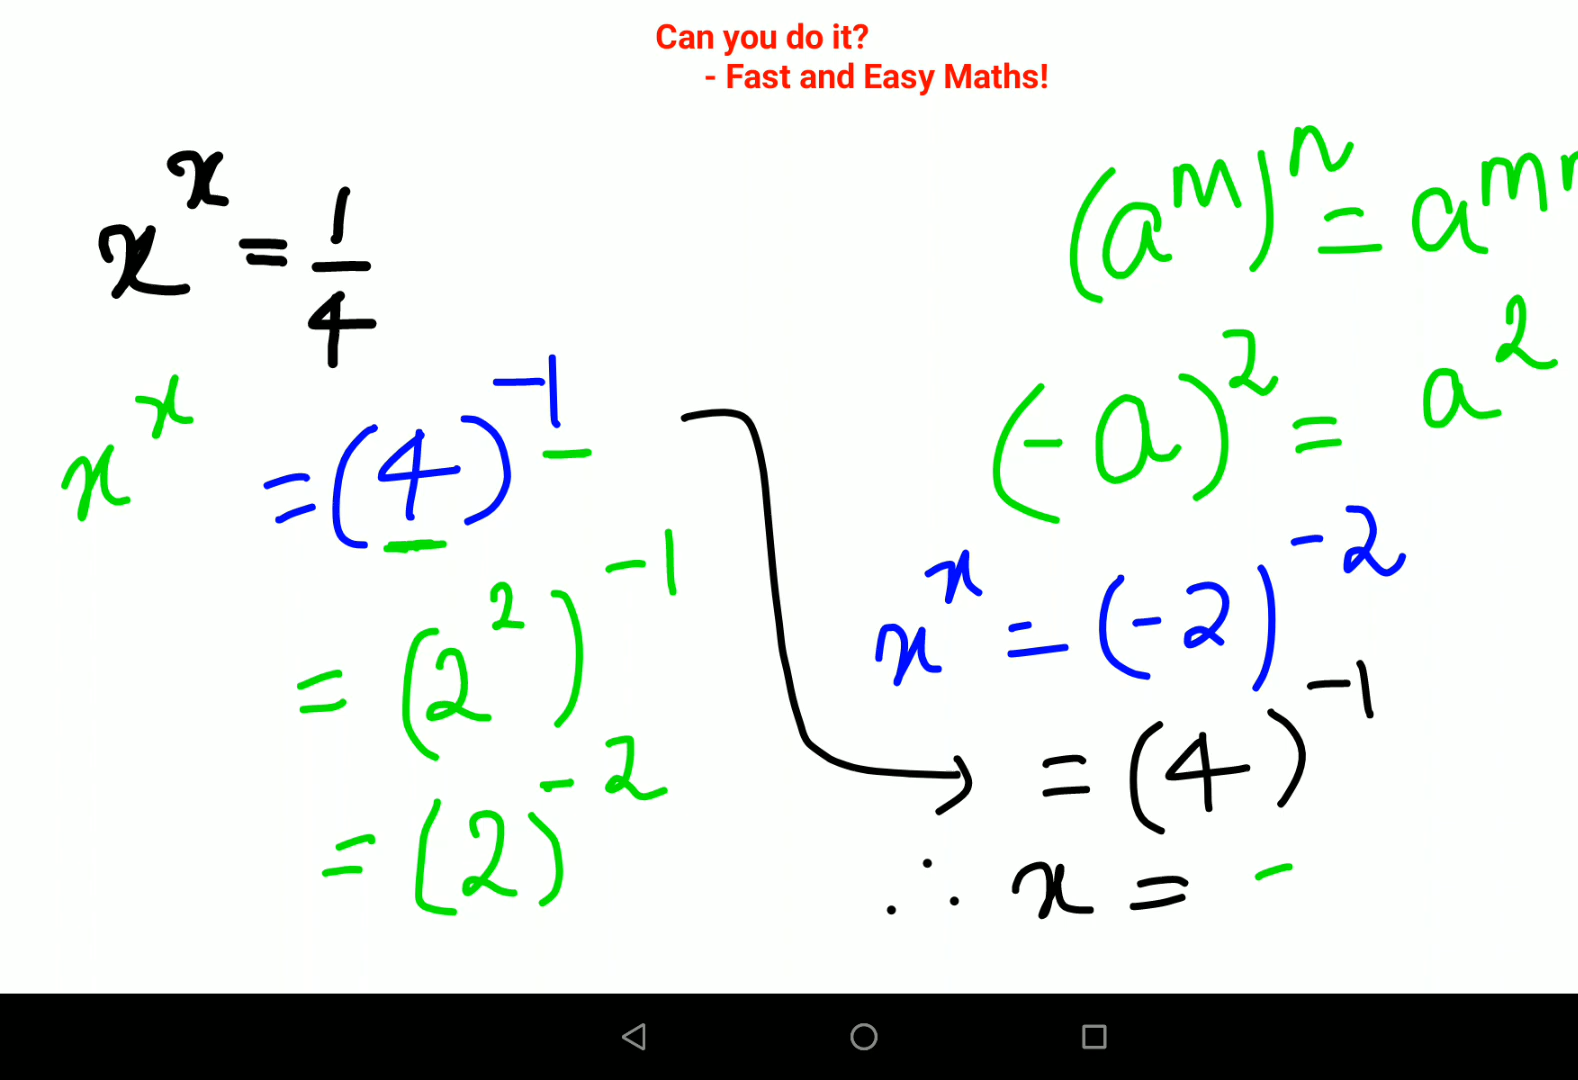 Can you do it?
- Fast and Easy Maths!
x^x = 1/4
x^x = (4)^-1
= (2^2)^-1
= (2)^-2
(a^m)^n = a^m
(-a)^2 = a^2
x^x = (-2)^-2
= (4)^-1
∴ x = -